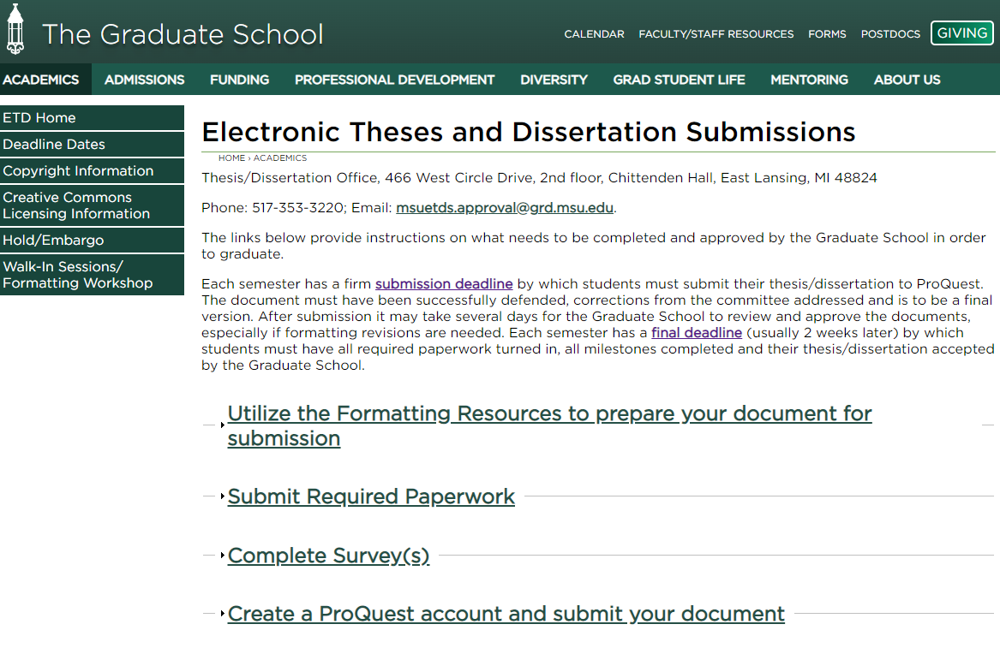 The Graduate School
CALENDAR FACULTY/STAFF RESOURCES FORMS POSTDOCS GIVING
ACADEMICS ADMISSIONS FUNDING PROFESSIONAL DEVELOPMENT DIVERSITY GRAD STUDENT LIFE MENTORING ABOUT US
ETD Home
Deadline Dates
Copyright Information
Creative Commons
Licensing Information
Hold/Embargo
Walk-In Sessions/
Formatting Workshop
Electronic Theses and Dissertation Submissions
HOME › ACADEMICS
Thesis/Dissertation Office, 466 West Circle Drive, 2nd floor, Chittenden Hall, East Lansing, MI 48824
Phone: 517-353-3220; Email: msuetds.approval@grd.msu.edu.
The links below provide instructions on what needs to be completed and approved by the Graduate School in order
to graduate.
Each semester has a firm submission deadline by which students must submit their thesis/dissertation to ProQuest.
The document must have been successfully defended, corrections from the committee addressed and is to be a final
version. After submission it may take several days for the Graduate School to review and approve the documents,
especially if formatting revisions are needed. Each semester has a final deadline (usually 2 weeks later) by which
students must have all required paperwork turned in, all milestones completed and their thesis/dissertation accepted
by the Graduate School.
Utilize the Formatting Resources to prepare your document for
submission
Submit Required Paperwork
Complete Survey(s)
Create a ProQuest account and submit your document